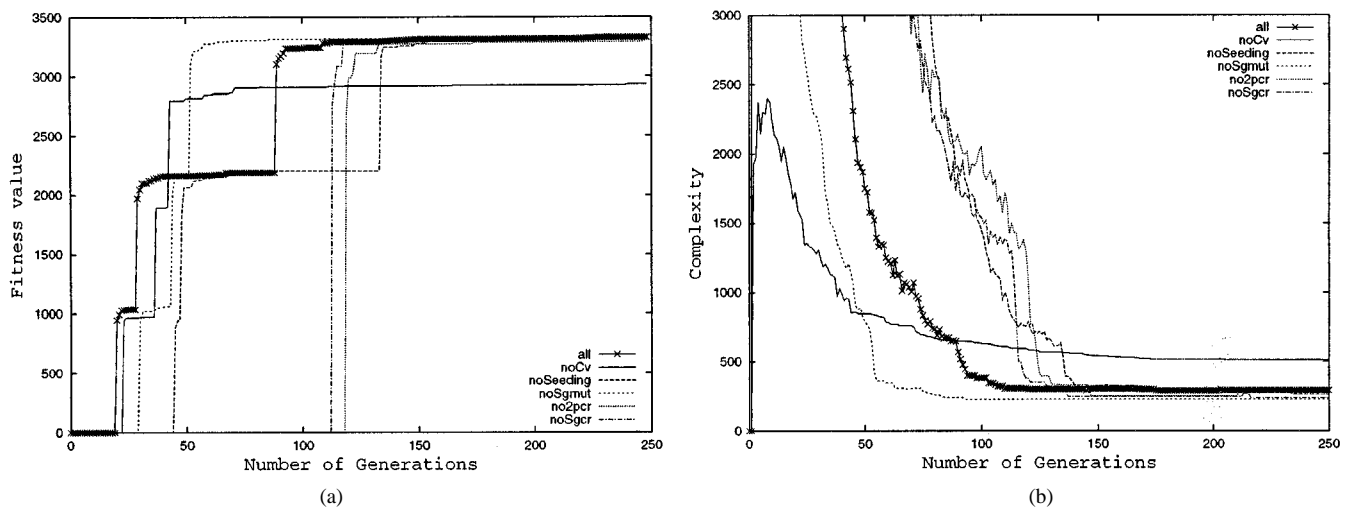 3500
3000
2500
2000
1500
1000
500
0
Fitness value
all
noCv
noSeeding
noSgmut
no2pcr
noSgcr
0 50 100 150 200 250
Number of Generations
(a)
3000
2500
2000
1500
1000
500
0
Complexity
all
noCv
noSeeding
noSgmut
no2pcr
noSgcr
0 50 100 150 200 250
Number of Generations
(b)